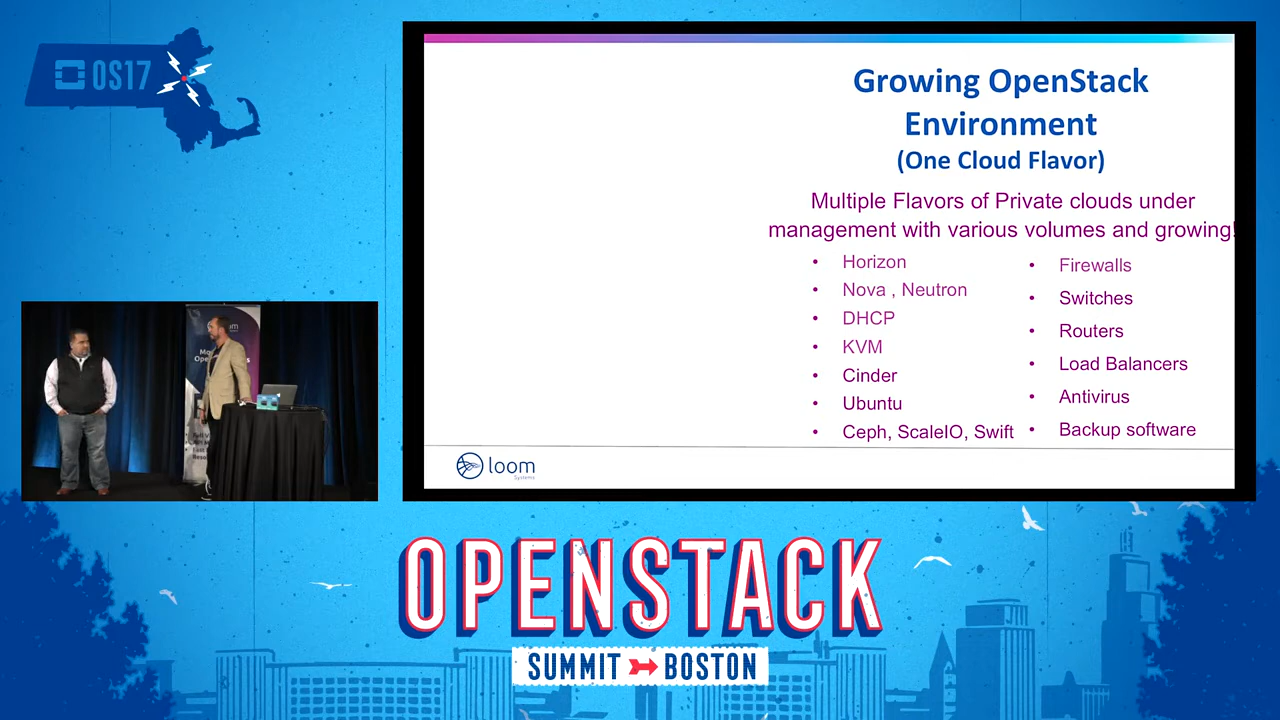 OS17
Growing OpenStack
Environment
(One Cloud Flavor)
Multiple Flavors of Private clouds under
management with various volumes and growing!
• Horizon
• Nova , Neutron
• DHCP
• KVM
• Cinder
• Ubuntu
• Ceph, ScaleIO, Swift
• Firewalls
• Switches
• Routers
• Load Balancers
• Antivirus
• Backup software
loom
Systems
loom
OPENSTACK
SUMMIT BOSTON